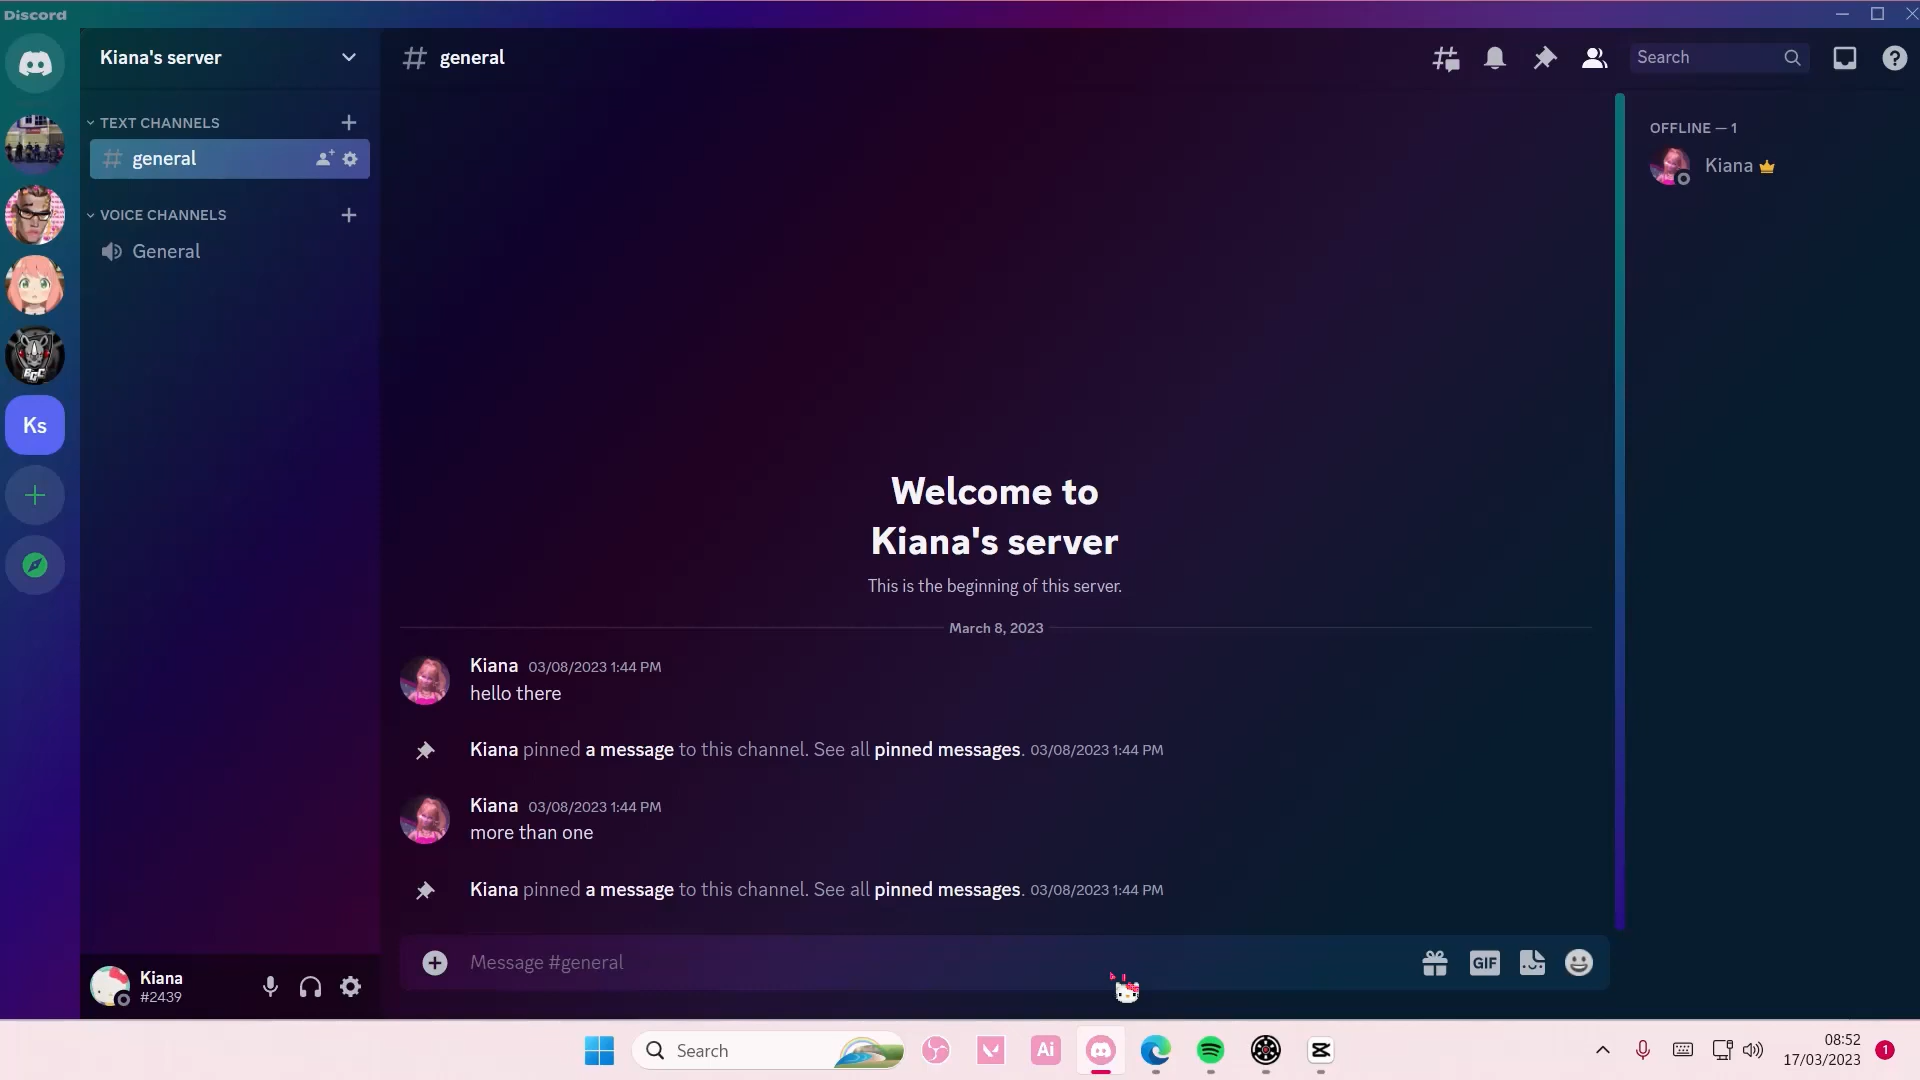 Discord
Kiana's server
# general
Search
TEXT CHANNELS
# general
VOICE CHANNELS
General
Ks
OFFLINE — 1
Kiana
Welcome to
Kiana's server
This is the beginning of this server.
March 8, 2023
Kiana 03/08/2023 1:44 PM
hello there
Kiana pinned a message to this channel. See all pinned messages. 03/08/2023 1:44 PM
Kiana 03/08/2023 1:44 PM
more than one
Kiana pinned a message to this channel. See all pinned messages. 03/08/2023 1:44 PM
Message #general
GIF
Kiana
#2439
Search
Ai
08:52
17/03/2023
1